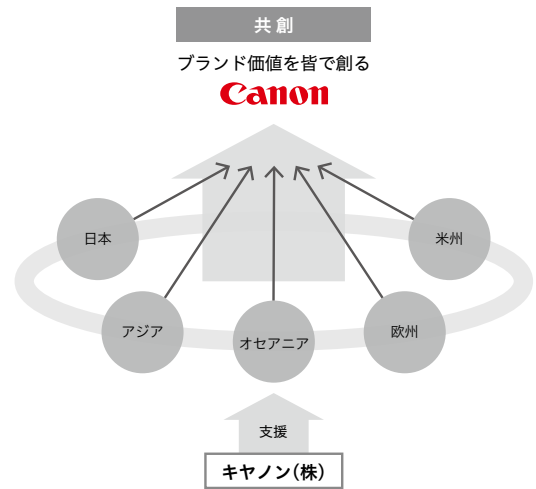 共創
ブランド価値を皆で創る
Canon
日本
米州
アジア
オセアニア
欧州
支援
キヤノン(株)